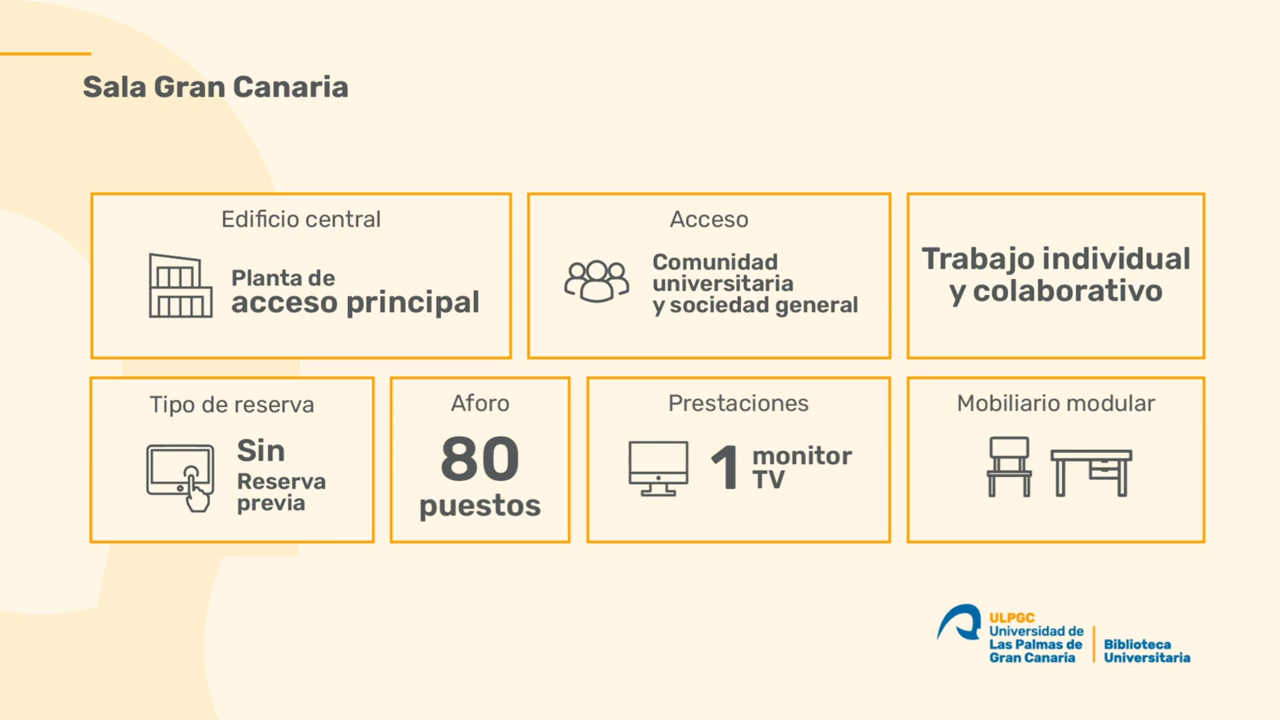 Sala Gran Canaria
Edificio central
Planta de
acceso principal
Acceso
Comunidad
universitaria
y sociedad general
Trabajo individual
y colaborativo
Tipo de reserva
Sin
Reserva
previa
Aforo
80
puestos
Prestaciones
1 monitor
TV
Mobiliario modular
ULPGC
Universidad de
Las Palmas de
Gran Canaria
Biblioteca
Universitaria